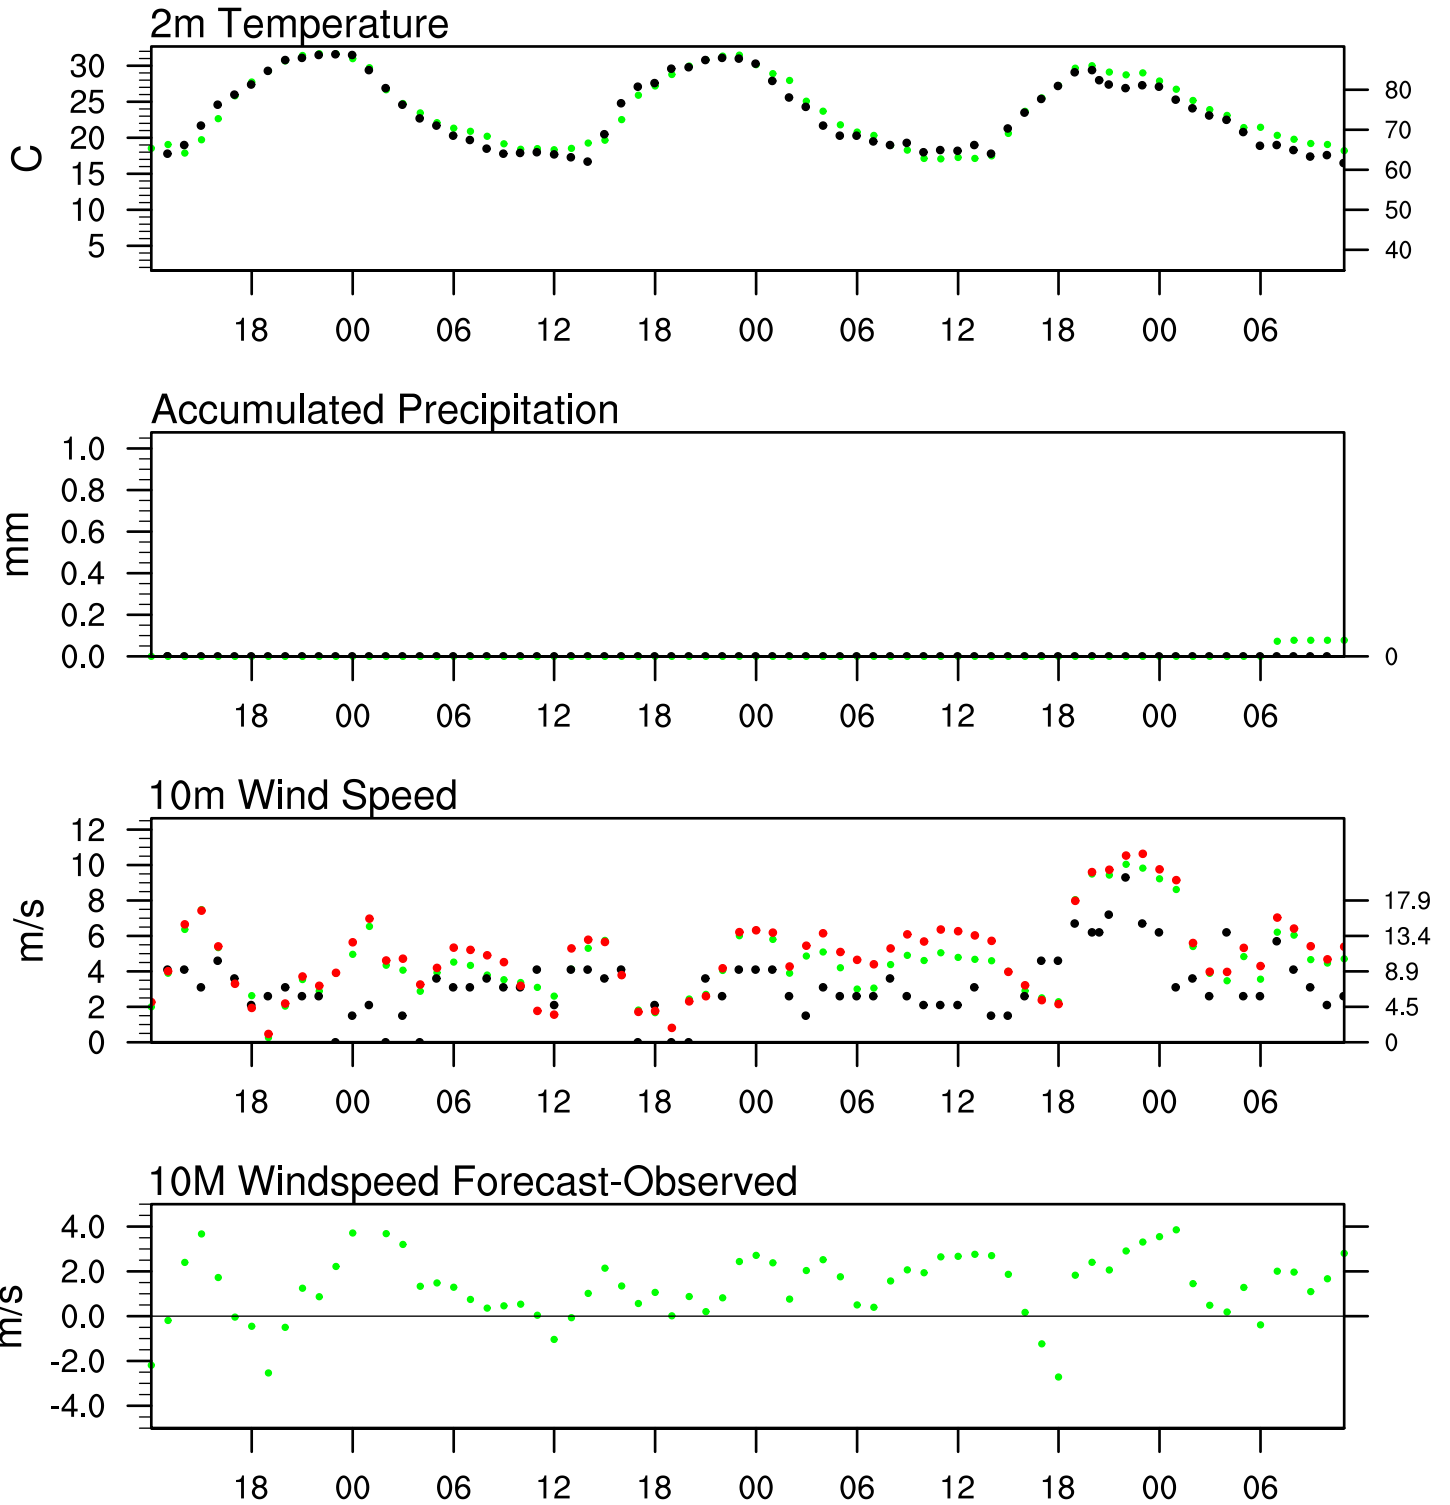 2m Temperature
30
25
20
15
10
5
C
80
70
60
50
40
18 00 06 12 18 00 06 12 18 00 06
Accumulated Precipitation
1.0
0.8
0.6
0.4
0.2
0.0
mm
0
18 00 06 12 18 00 06 12 18 00 06
10m Wind Speed
12
10
8
6
4
2
0
m/s
17.9
13.4
8.9
4.5
0
18 00 06 12 18 00 06 12 18 00 06
10M Windspeed Forecast-Observed
4.0
2.0
0.0
-2.0
-4.0
m/s
18 00 06 12 18 00 06 12 18 00 06